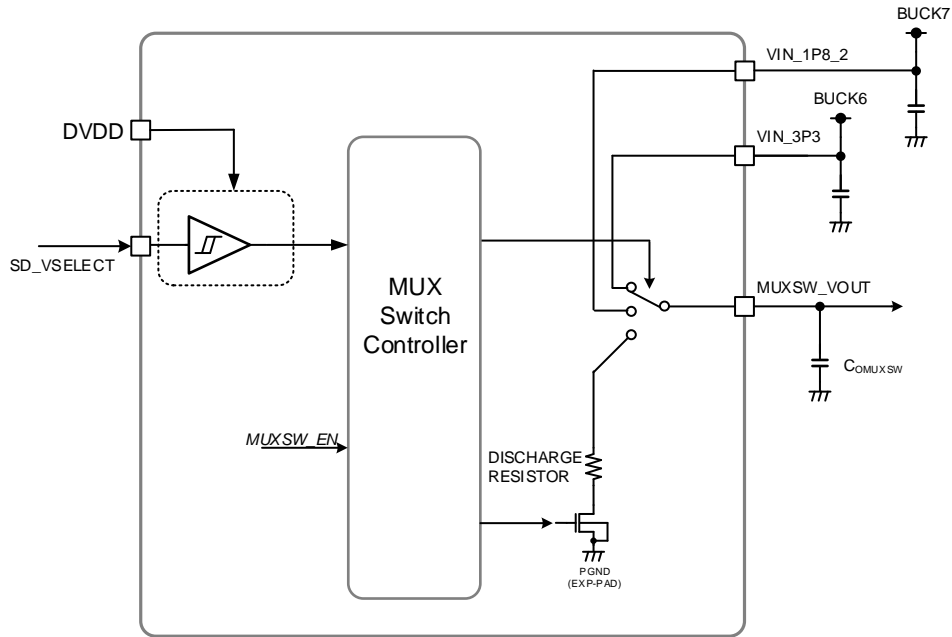 BUCK7
VIN_1P8_2
BUCK6
DVDD
VIN_3P3
SD_VSELECT
MUX
Switch
Controller
MUXSW_VOUT
COMUXSW
MUXSW_EN
DISCHARGE
RESISTOR
PGND
(EXP-PAD)